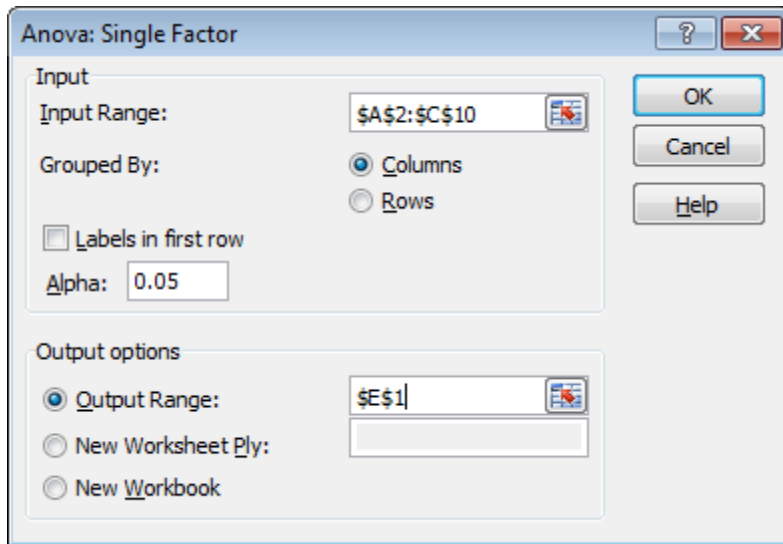 Anova: Single Factor
?
Input
Input Range:
$A$2:$C$10
Grouped By:
Columns
Rows
Labels in first row
Alpha:
0.05
OK
Cancel
Help
Output options
Output Range:
$E$1
New Worksheet Ply:
New Workbook